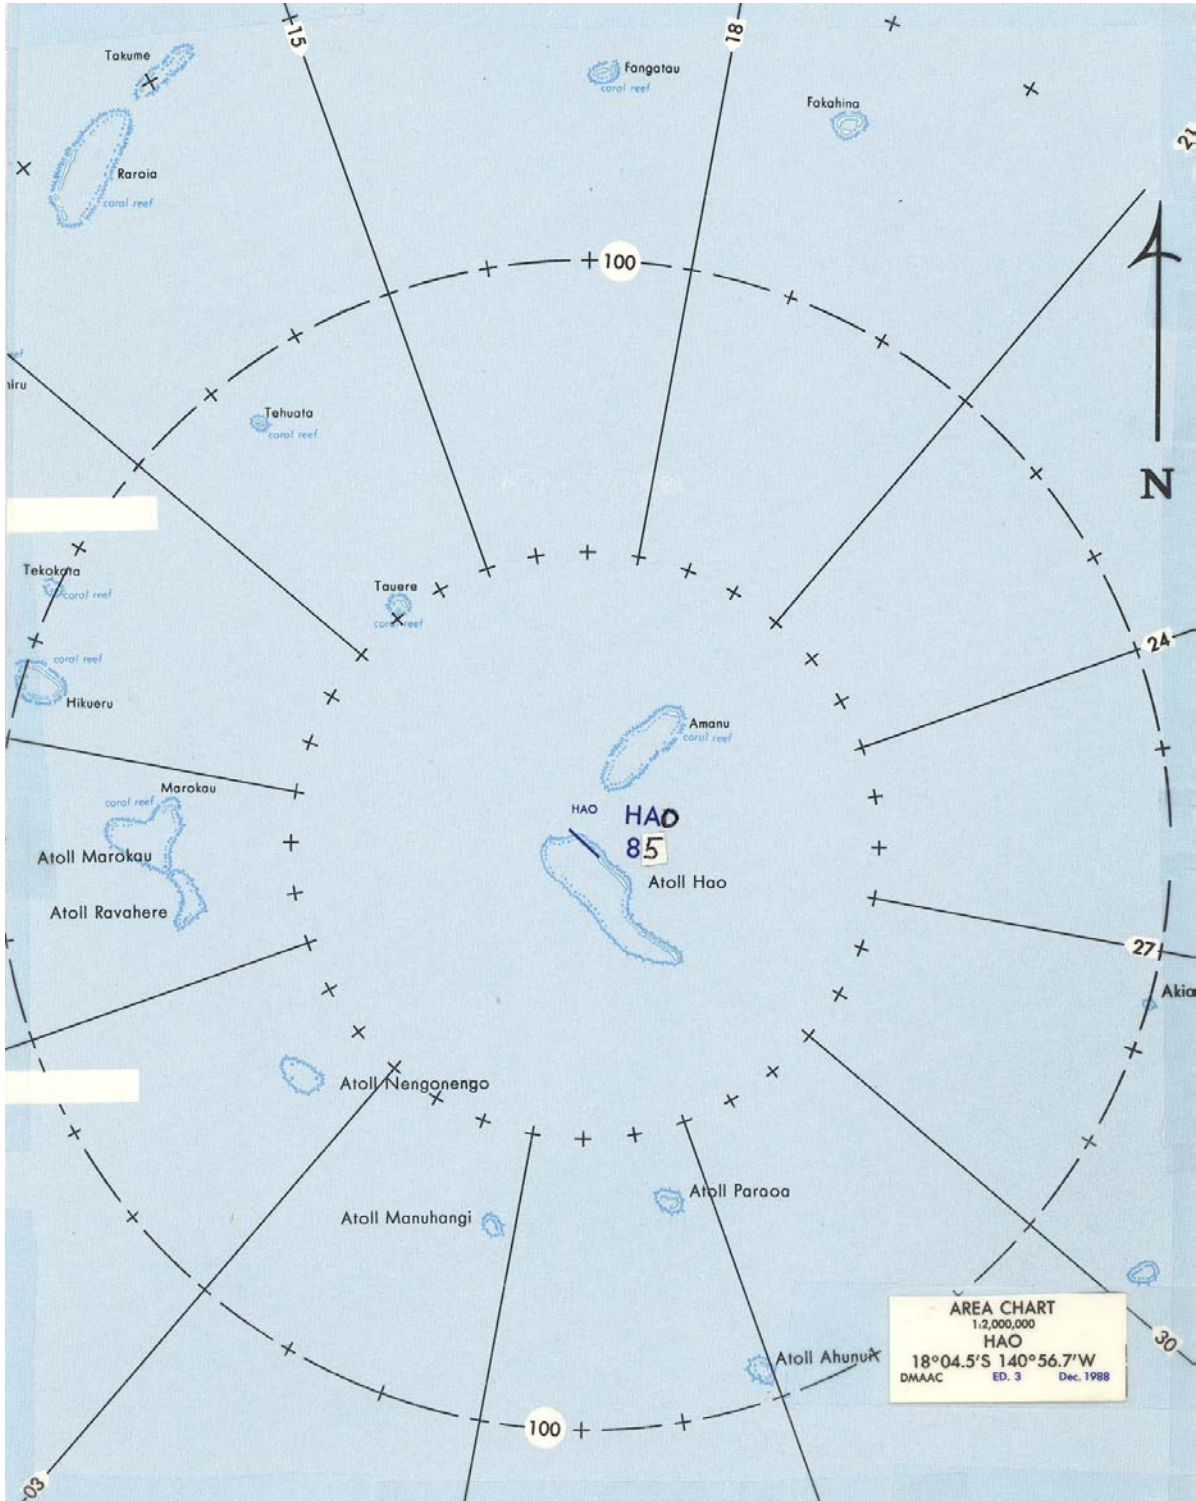 15
18
Takume
Fangatau
coral reef
Fakahina
21
Raroia
coral reef
100
ef
hiru
N
Tehuata
coral reef
Tekokota
coral reef
Tauere
coral reef
24
coral reef
Hikueru
Amanu
coral reef
Marokau
coral reef
HAO
HAO
85
Atoll Marokau
Atoll Hao
Atoll Ravahere
27
Akia
Atoll Nengonengo
Atoll Paraoa
Atoll Manuhangi
AREA CHART
1:2,000,000
HAO
18°04.5'S 140°56.7'W
DMAAC ED. 3 Dec. 1988
30
Atoll Ahunui
100
03